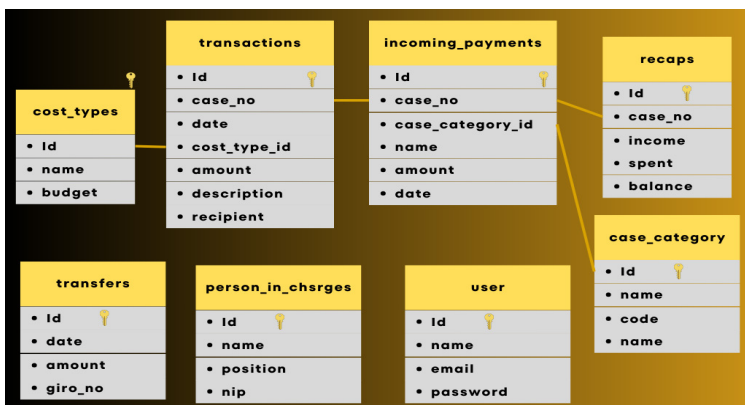 cost_types
Id
name
budget
transactions
Id
case_no
date
cost_type_id
amount
description
recipient
incoming_payments
Id
case_no
case_category_id
name
amount
date
recaps
Id
case_no
income
spent
balance
case_category
Id
name
code
name
transfers
Id
date
amount
giro_no
person_in_chsrges
Id
name
position
nip
user
Id
name
email
password